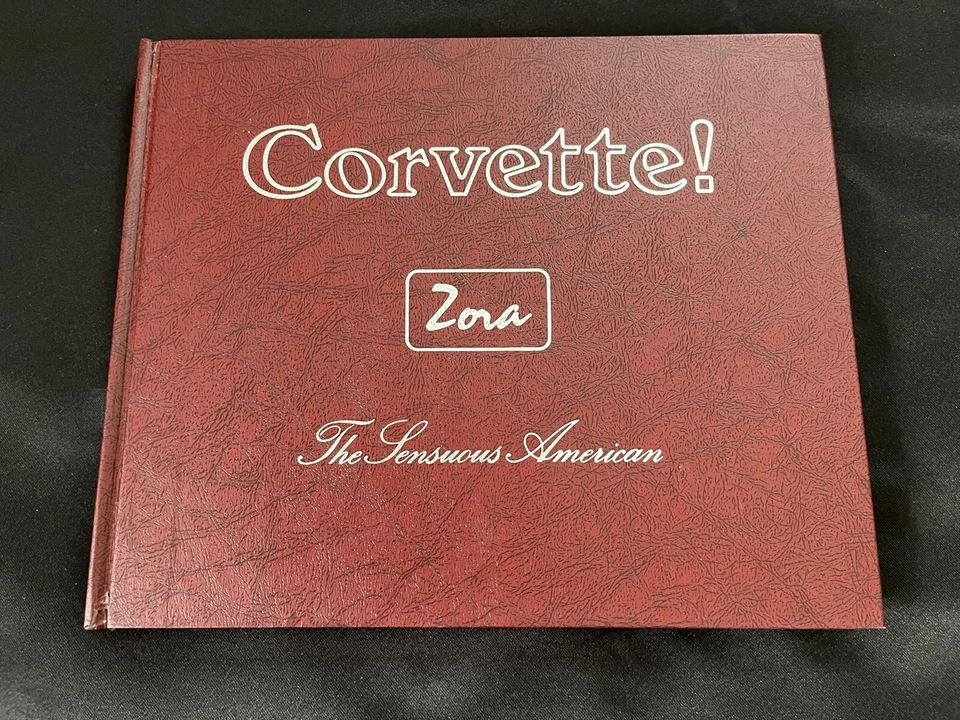 Corvette!
Zora
The Sensuous American